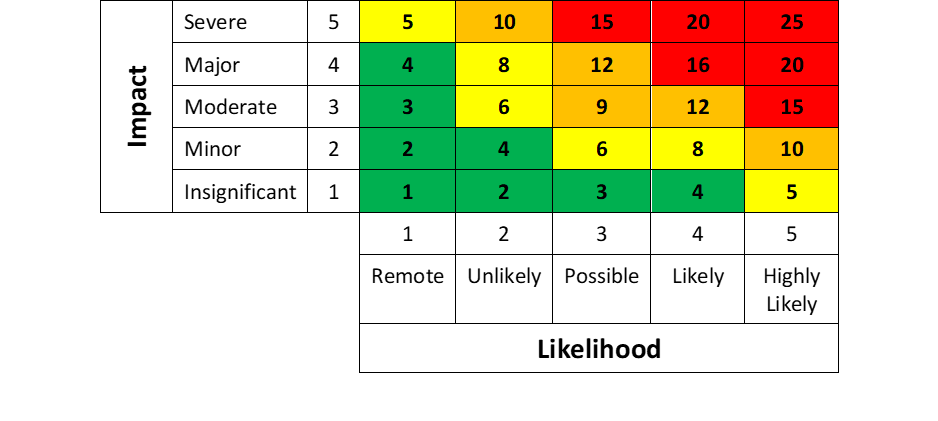 Impact
Severe 5 5 10 15 20 25
Major 4 4 8 12 16 20
Moderate 3 3 6 9 12 15
Minor 2 2 4 6 8 10
Insignificant 1 1 2 3 4 5
1 2 3 4 5
Remote Unlikely Possible Likely Highly
Likely
Likelihood